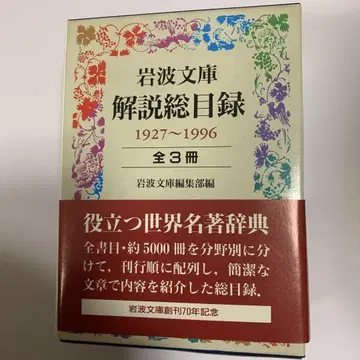 岩波文庫
解説総目録
1927〜1996
全3冊
岩波文庫編集部編
役立つ世界名著辞典
全書目・約5000冊を分野別に分
けて，刊行順に配列し，簡潔な
文章で内容を紹介した総目録．
岩波文庫創刊70年記念